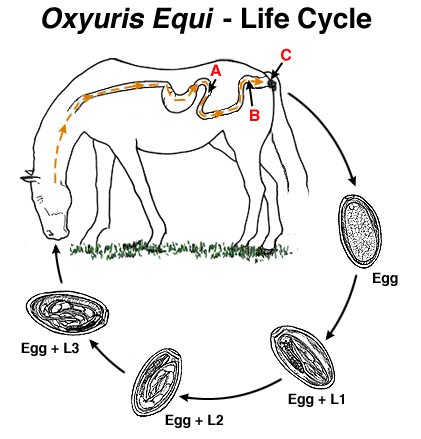 Oxyuris Equi - Life Cycle
C
A
B
Egg
Egg + L3
Egg + L1
Egg + L2